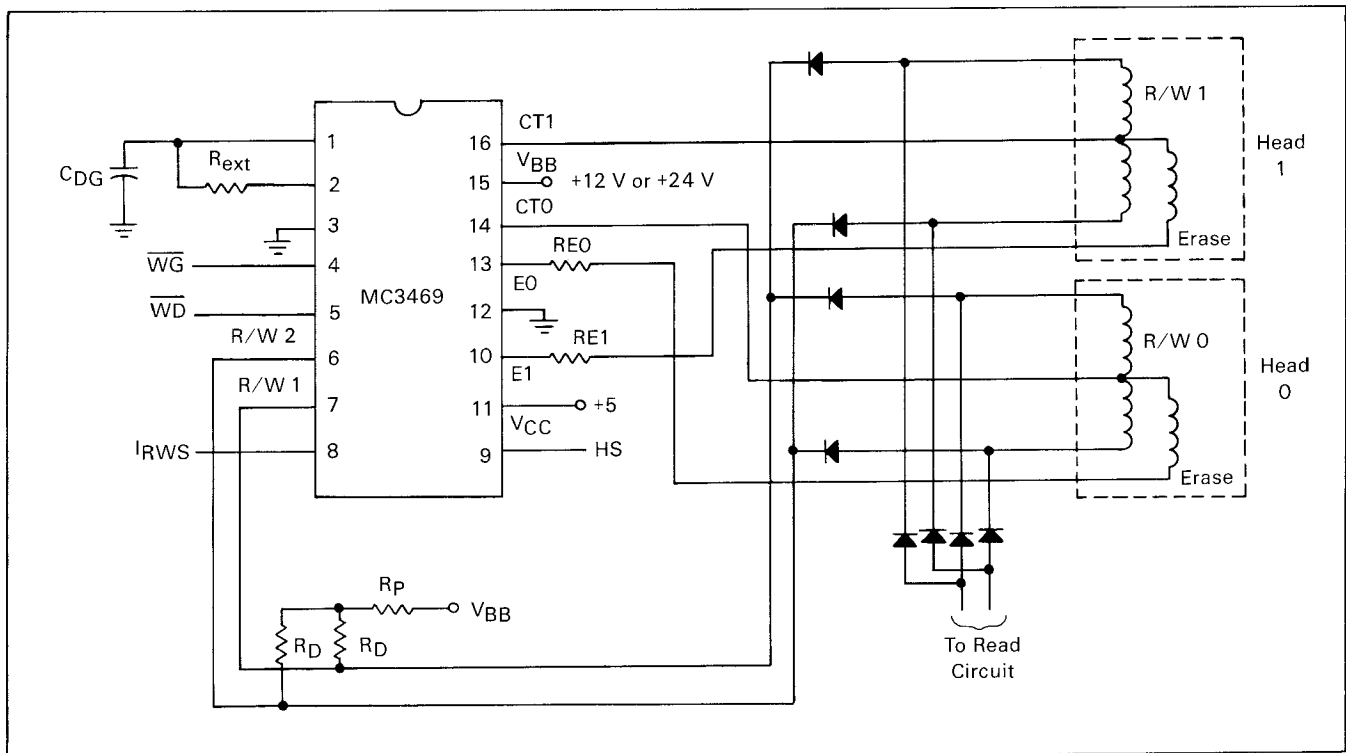 CDG
Rext
1
2
3
4
5
6
7
8
WG
WD
R/W 2
R/W 1
IRWS
MC3469
16
15
14
13
12
10
11
9
CT1
VBB
+12 V or +24 V
CT0
RE0
E0
RE1
E1
+5
VCC
HS
R/W 1
Head
1
Erase
R/W 0
Head
0
Erase
RP
VBB
RD
RD
To Read
Circuit